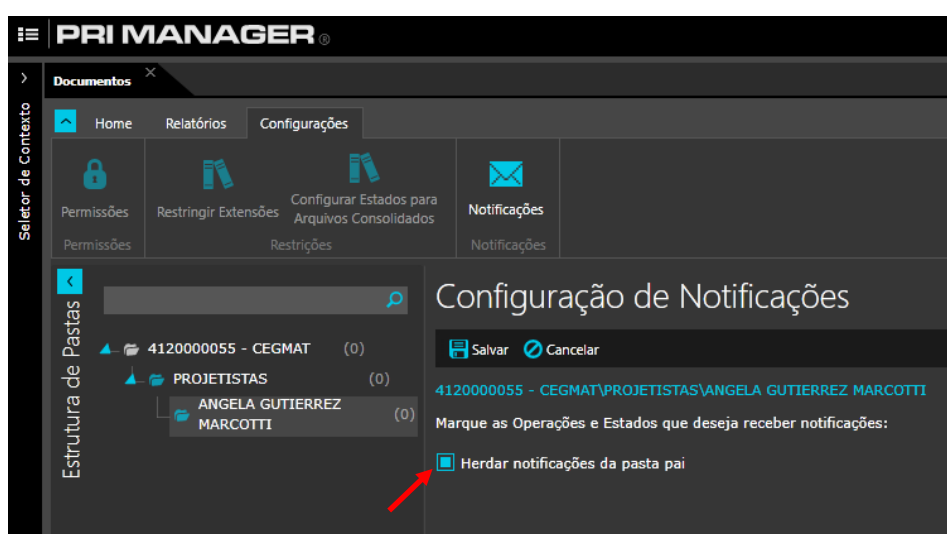 PRI MANAGER ®
Documentos
Seletor de Contexto
Home Relatórios Configurações
Permissões
Restringir Extensões
Configurar Estados para
Arquivos Consolidados
Notificações
Permissões Restrições Notificações
Estrutura de Pastas
4120000055 - CEGMAT (0)
PROJETISTAS (0)
ANGELA GUTIERREZ
MARCOTTI (0)
Configuração de Notificações
Salvar Cancelar
4120000055 - CEGMAT\PROJETISTAS\ANGELA GUTIERREZ MARCOTTI
Marque as Operações e Estados que deseja receber notificações:
Herdar notificações da pasta pai